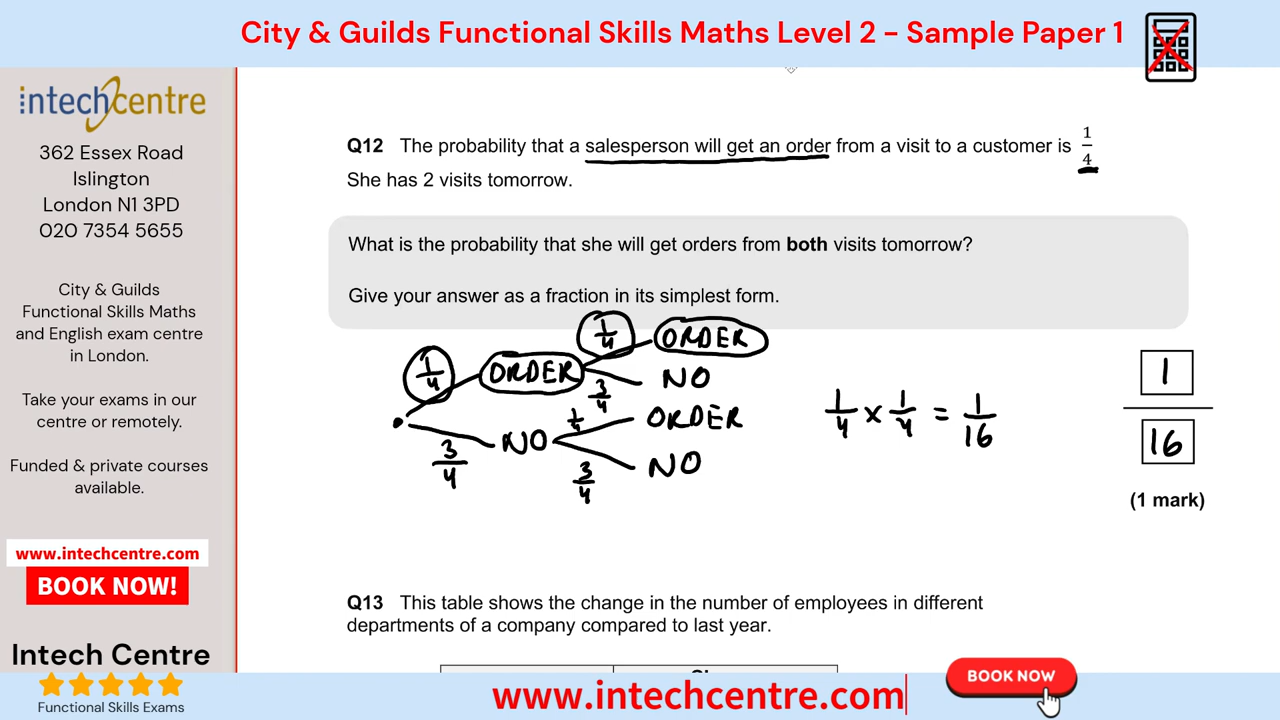 City & Guilds Functional Skills Maths Level 2 - Sample Paper 1
intechcentre
362 Essex Road
Islington
London N1 3PD
020 7354 5655
City & Guilds
Functional Skills Maths
and English exam centre
in London.
Take your exams in our
centre or remotely.
Funded & private courses
available.
www.intechcentre.com
BOOK NOW!
Intech Centre
Functional Skills Exams
Q12 The probability that a salesperson will get an order from a visit to a customer is 1/4
She has 2 visits tomorrow.
What is the probability that she will get orders from both visits tomorrow?
Give your answer as a fraction in its simplest form.
1/4 ORDER
1/4 ORDER
3/4 NO
3/4 NO
1/4 ORDER
3/4 NO
1/4 x 1/4 = 1/16
1
16
(1 mark)
Q13 This table shows the change in the number of employees in different
departments of a company compared to last year.
www.intechcentre.com
BOOK NOW